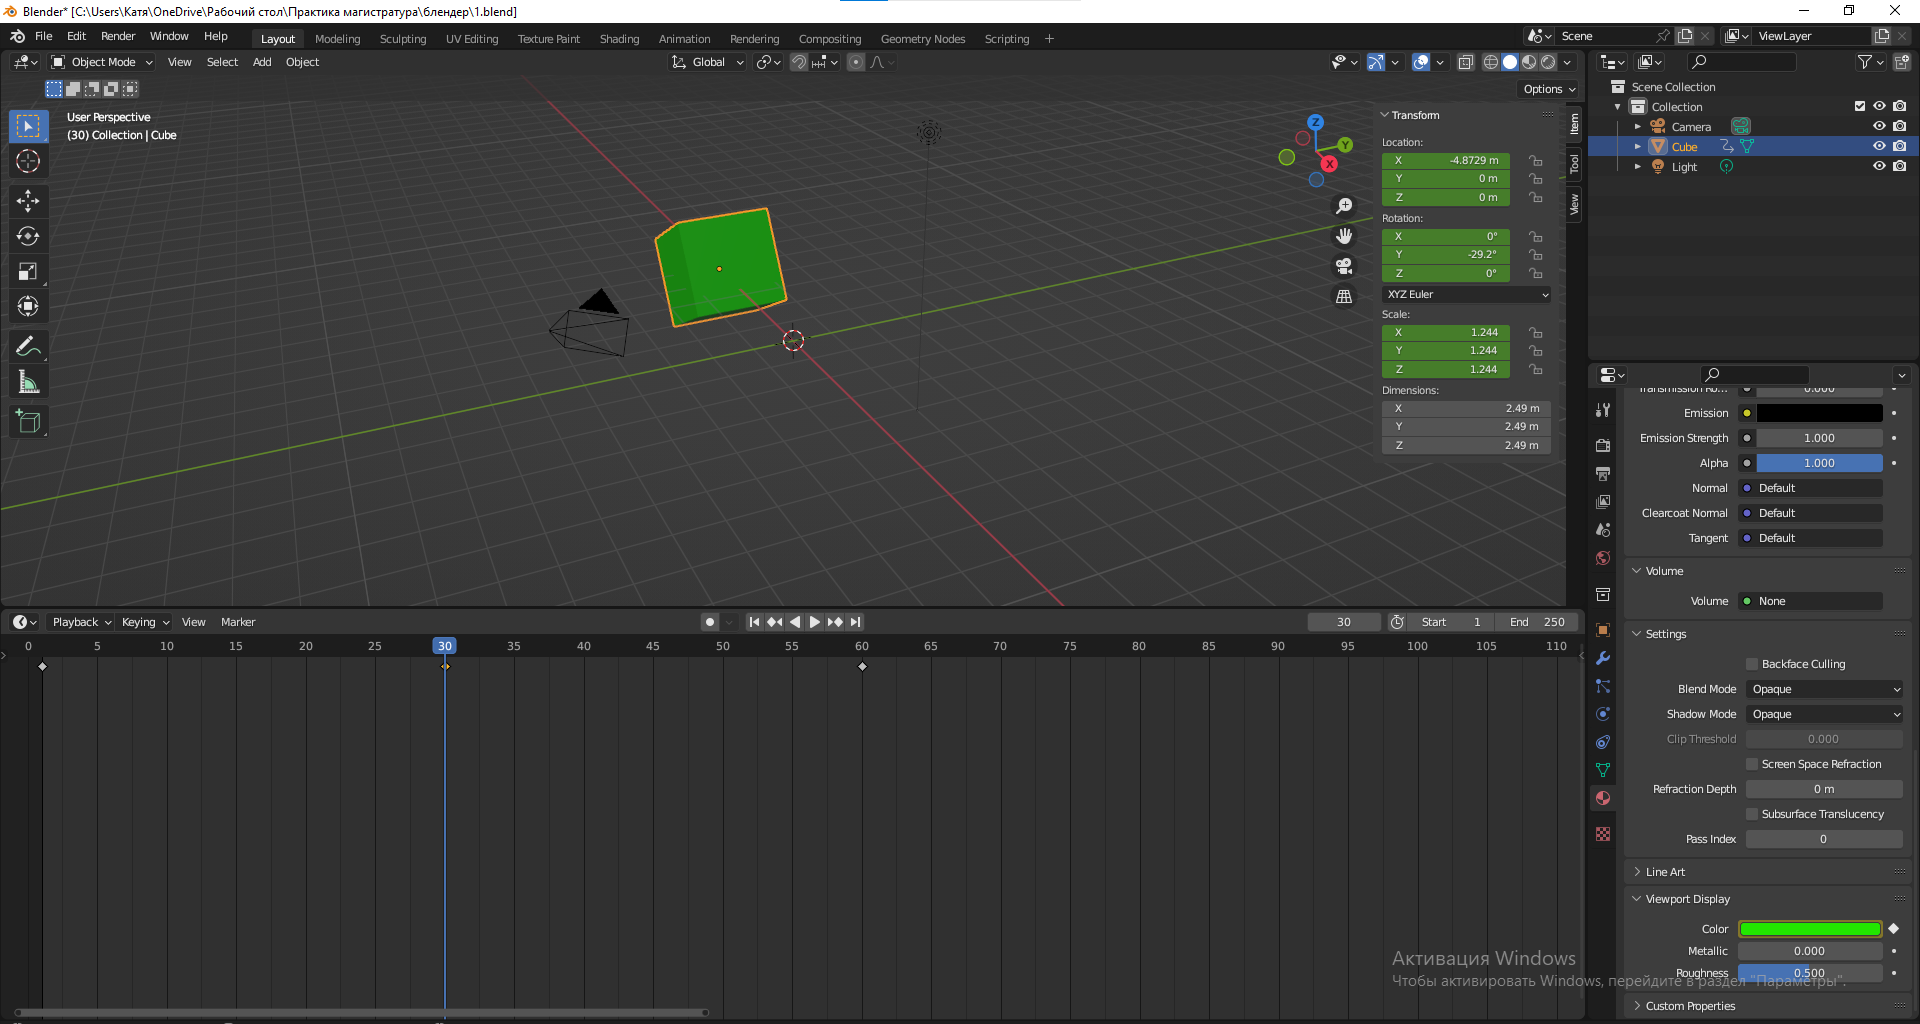 Blender* [C:\Users\Катя\OneDrive\Рабочий стол\Практика магистратура\блендер\1.blend]
File Edit Render Window Help Layout Modeling Sculpting UV Editing Texture Paint Shading Animation Rendering Compositing Geometry Nodes Scripting + Scene ViewLayer
Object Mode View Select Add Object Global
Options
User Perspective
(30) Collection | Cube
Z
Y
X
Transform
Location:
X -4.8729 m
Y 0 m
Z 0 m
Rotation:
X 0°
Y -29.2°
Z 0°
XYZ Euler
Scale:
X 1.244
Y 1.244
Z 1.244
Dimensions:
X 2.49 m
Y 2.49 m
Z 2.49 m
Item
Tool
View
Scene Collection
Collection
Camera
Cube
Light
Transmission Ro... 0.000
Emission
Emission Strength 1.000
Alpha 1.000
Normal Default
Clearcoat Normal Default
Tangent Default
Volume
Volume None
Settings
Backface Culling
Blend Mode Opaque
Shadow Mode Opaque
Clip Threshold 0.000
Screen Space Refraction
Refraction Depth 0 m
Subsurface Translucency
Pass Index 0
Line Art
Viewport Display
Color
Metallic 0.000
Roughness 0.500
Custom Properties
Playback Keying View Marker 30 Start 1 End 250
0 5 10 15 20 25 30 35 40 45 50 55 60 65 70 75 80 85 90 95 100 105 110
Активация Windows
Чтобы активировать Windows, перейдите в раздел "Параметры".